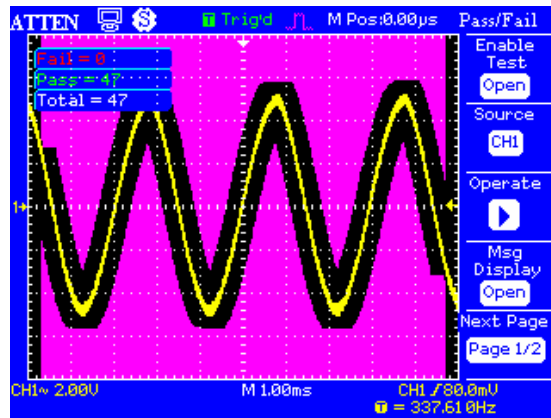 ATTEN S T Trig'd M Pos:0.00µs Pass/Fail
Fail = 0
Pass = 47
Total = 47
Enable
Test
Open
Source
CH1
Operate
Msg
Display
Open
Next Page
Page 1/2
1
CH1~ 2.00V M 1.00ms CH1 / 80.0mV
T = 337.610Hz